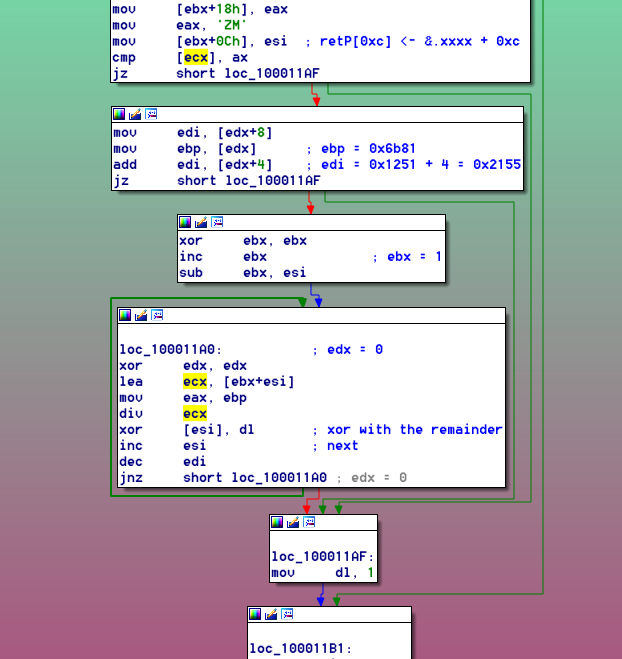 mov     [ebx+18h], eax
mov     eax, 'ZM'
mov     [ebx+0Ch], esi  ; retP[0xc] <- &.xxxx + 0xc
cmp     [ecx], ax
jz      short loc_100011AF
mov     edi, [edx+8]
mov     ebp, [edx]      ; ebp = 0x6b81
add     edi, [edx+4]    ; edi = 0x1251 + 4 = 0x2155
jz      short loc_100011AF
xor     ebx, ebx
inc     ebx             ; ebx = 1
sub     ebx, esi
loc_100011A0:           ; edx = 0
xor     edx, edx
lea     ecx, [ebx+esi]
mov     eax, ebp
div     ecx
xor     [esi], dl       ; xor with the remainder
inc     esi             ; next
dec     edi
jnz     short loc_100011A0 ; edx = 0
loc_100011AF:
mov     dl, 1
loc_100011B1: